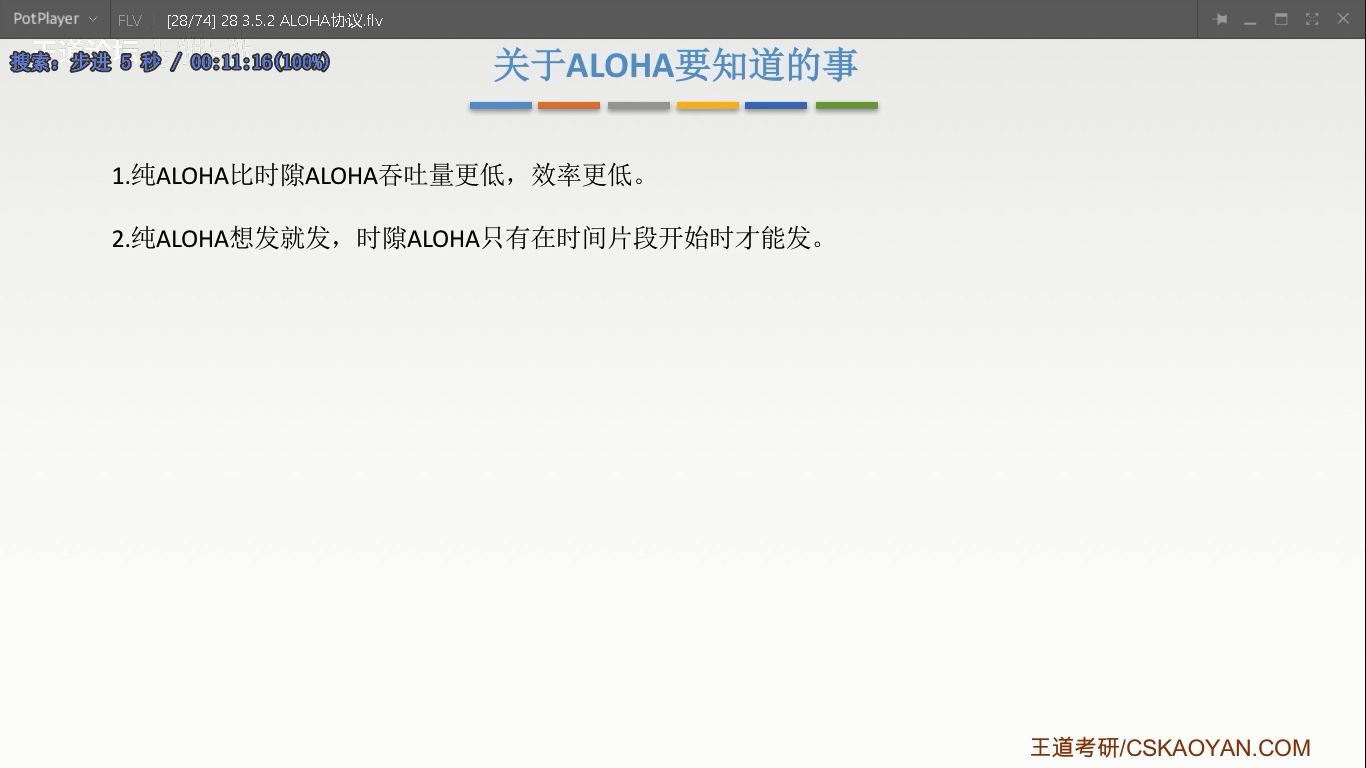 PotPlayer FLV [28/74] 28 3.5.2 ALOHA协议.flv
搜索: 步进 5 秒 / 00:11:16(100%)
关于ALOHA要知道的事
1.纯ALOHA比时隙ALOHA吞吐量更低，效率更低。
2.纯ALOHA想发就发，时隙ALOHA只有在时间片段开始时才能发。
王道考研/CSKAOYAN.COM